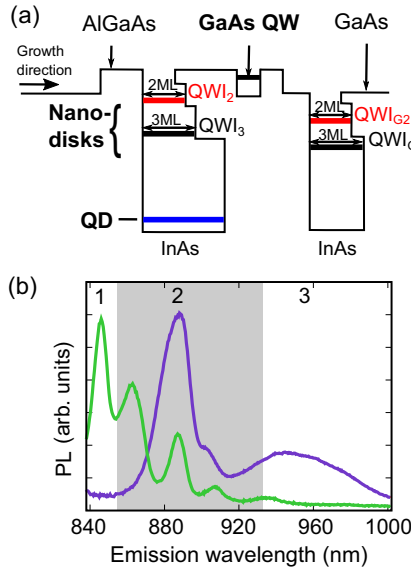 (a)
AlGaAs
GaAs QW
GaAs
Growth
direction
2ML
QWI2
2ML
QWIG2
Nano-
disks
3ML
QWI3
3ML
QD
InAs
InAs
(b)
1
2
3
PL (arb. units)
840
880
920
960
1000
Emission wavelength (nm)